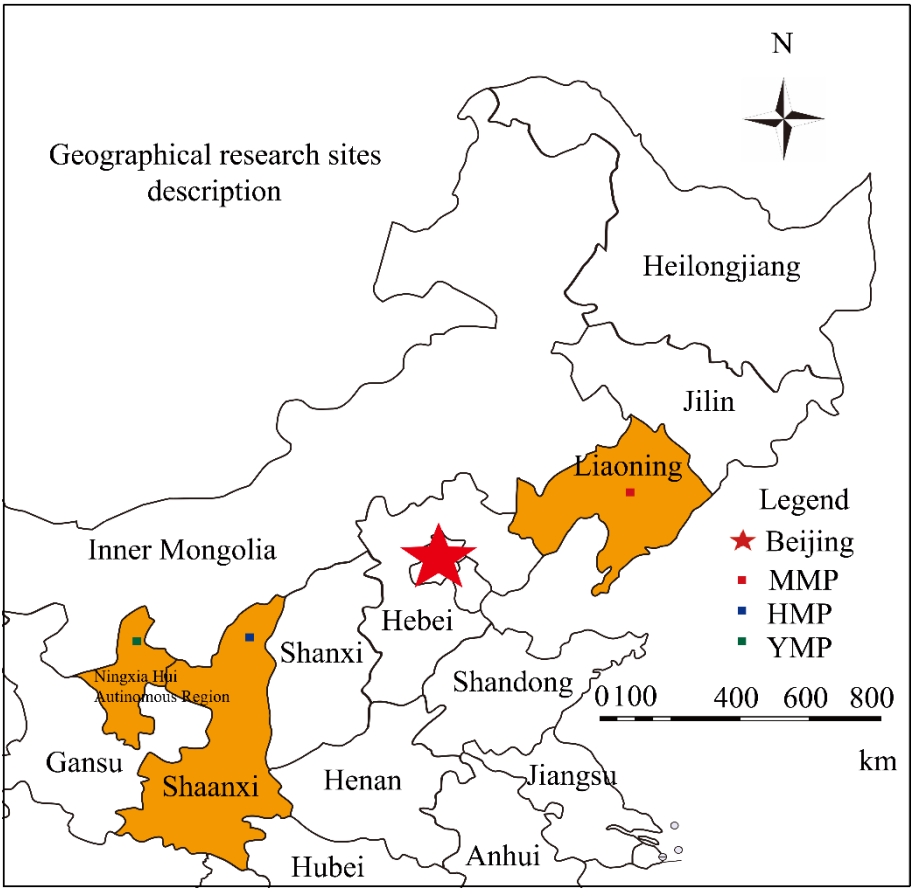 N
Geographical research sites
description
Heilongjiang
Jilin
Liaoning
Legend
Beijing
MMP
HMP
YMP
Inner Mongolia
Hebei
Shanxi
Ningxia Hui
Autinomous Region
Shandong
0 100 400 600 800
km
Gansu
Shaanxi
Henan
Jiangsu
Hubei
Anhui